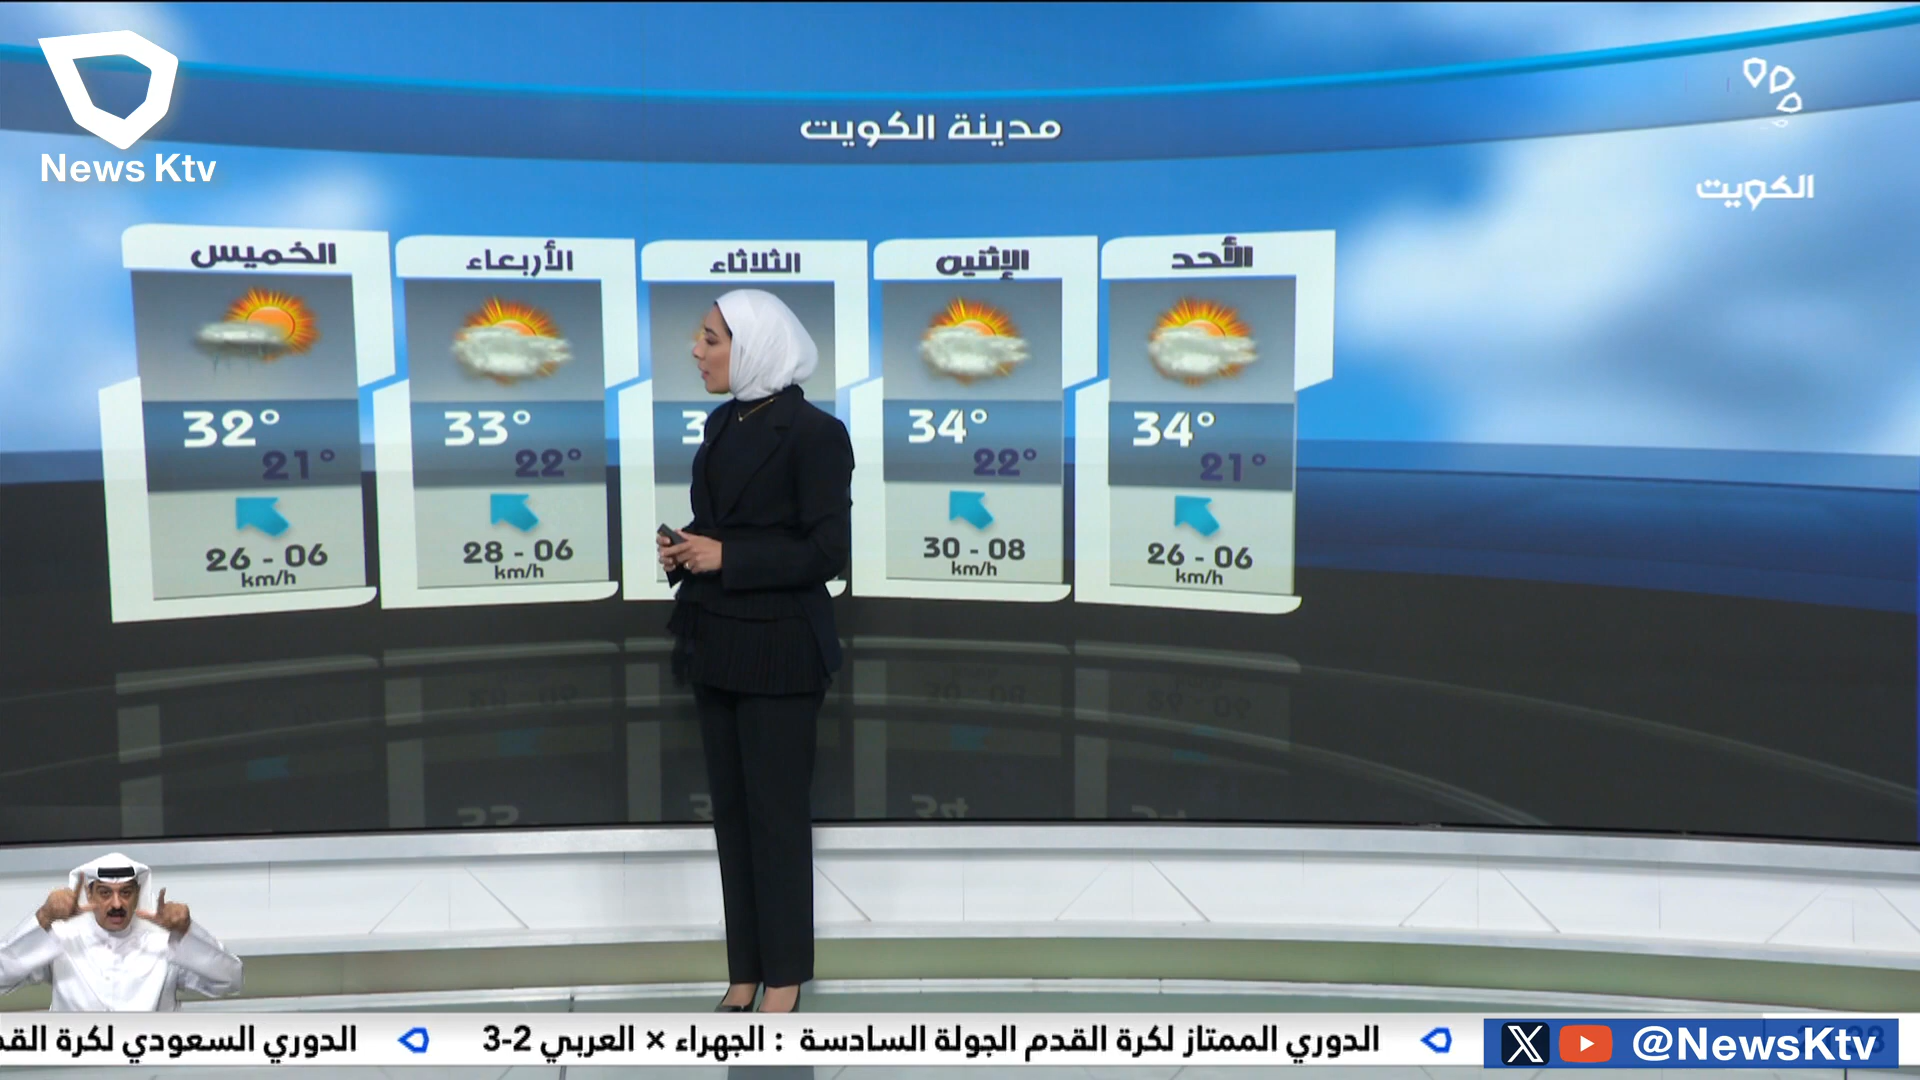 News Ktv
مدينة الكويت
الكويت
الأحد
34°
21°
26 - 06
km/h
الإثنين
34°
22°
30 - 08
km/h
الثلاثاء
الأربعاء
33°
22°
28 - 06
km/h
الخميس
32°
21°
26 - 06
km/h
الدوري الممتاز لكرة القدم الجولة السادسة : الجهراء × العربي 2-3
الدوري السعودي لكرة
@NewsKtv